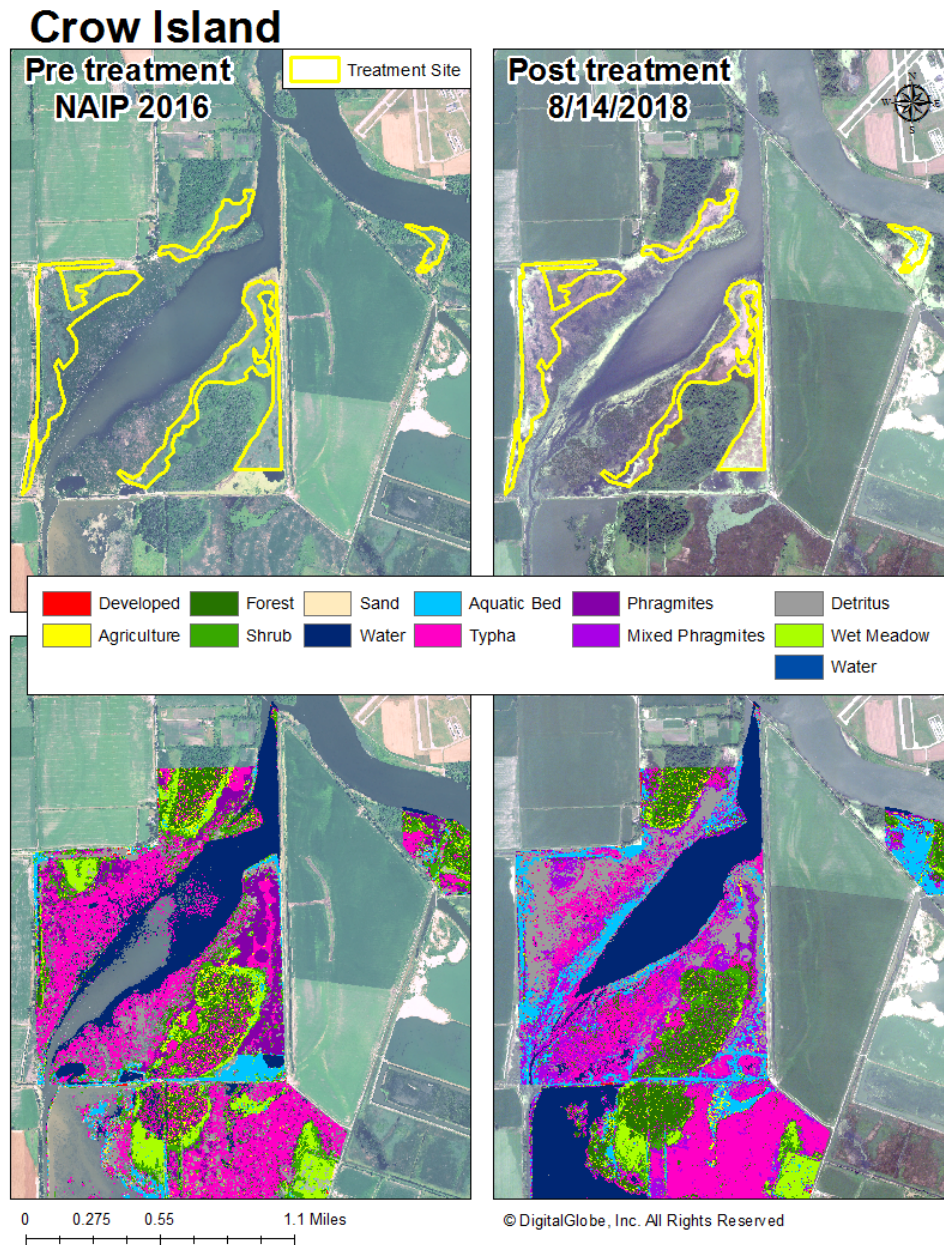 Crow Island
Pre treatment
NAIP 2016
Treatment Site
Post treatment
8/14/2018
N
W E
S
Developed
Forest
Sand
Aquatic Bed
Phragmites
Detritus
Agriculture
Shrub
Water
Typha
Mixed Phragmites
Wet Meadow
Water
0 0.275 0.55 1.1 Miles
© DigitalGlobe, Inc. All Rights Reserved